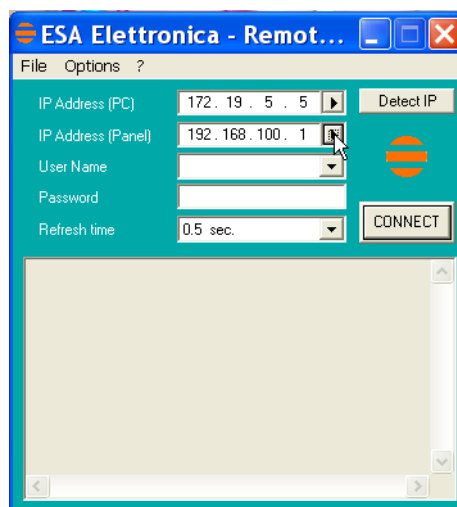 ESA Elettronica - Remot...
File Options ?
IP Address (PC) 172. 19 . 5 . 5 Detect IP
IP Address (Panel) 192. 168. 100. 1
User Name
Password
Refresh time 0.5 sec. CONNECT